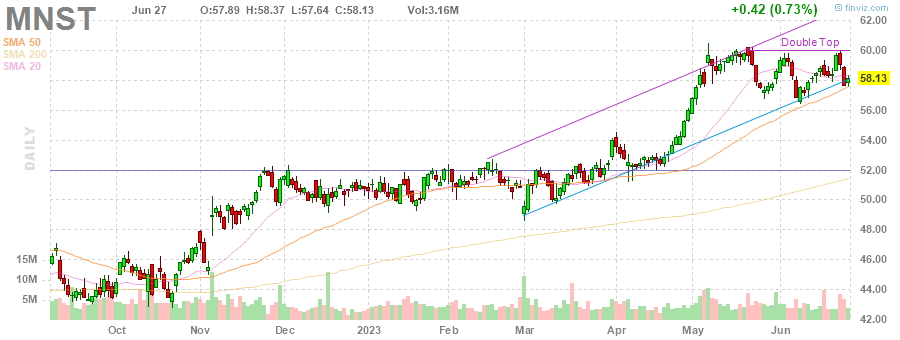 MNST Jun 27 O:57.89 H:58.37 L:57.64 C:58.13 Vol:3.16M +0.42 (0.73%) © finviz.com
SMA 50
SMA 200
SMA 20
DAILY
Double Top
62.00
60.00
58.13
56.00
54.00
52.00
50.00
48.00
46.00
44.00
42.00
15M
10M
5M
Oct Nov Dec 2023 Feb Mar Apr May Jun